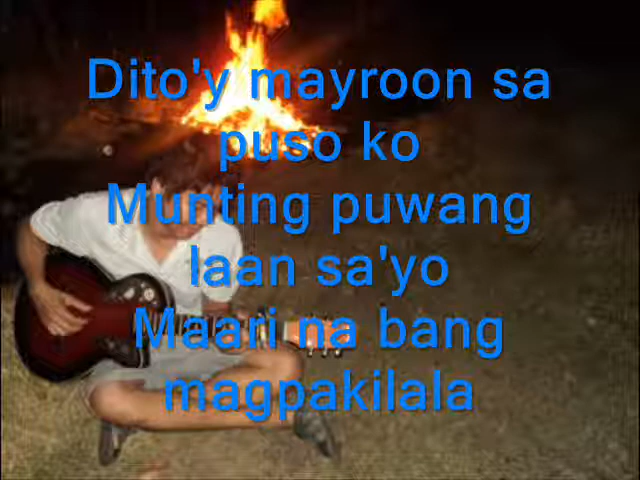 Dito'y mayroon sa
puso ko
Munting puwang
laan sa'yo
Maari na bang
magpakilala